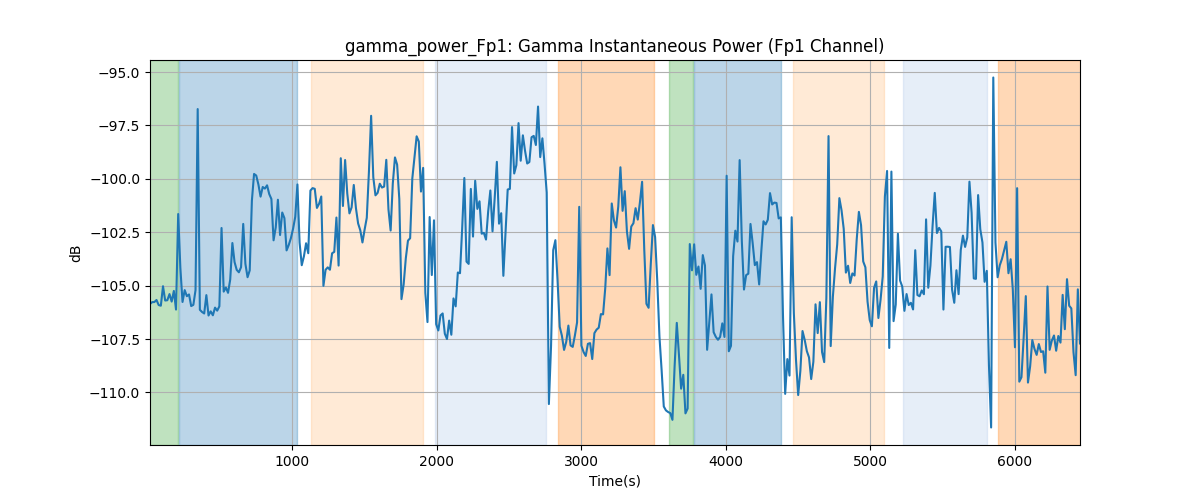 gamma_power_Fp1: Gamma Instantaneous Power (Fp1 Channel)
−95.0
−97.5
−100.0
−102.5
−105.0
−107.5
−110.0
dB
1000 2000 3000 4000 5000 6000
Time(s)